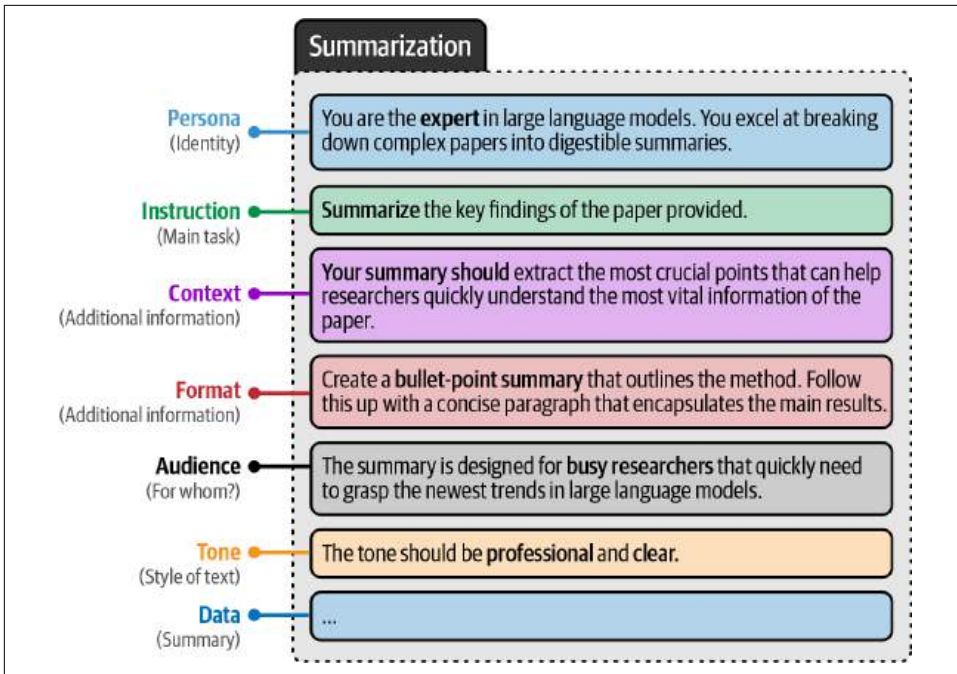 Summarization
Persona
(Identity)
You are the expert in large language models. You excel at breaking
down complex papers into digestible summaries.
Instruction
(Main task)
Summarize the key findings of the paper provided.
Context
(Additional information)
Your summary should extract the most crucial points that can help
researchers quickly understand the most vital information of the
paper.
Format
(Additional information)
Create a bullet-point summary that outlines the method. Follow
this up with a concise paragraph that encapsulates the main results.
Audience
(For whom?)
The summary is designed for busy researchers that quickly need
to grasp the newest trends in large language models.
Tone
(Style of text)
The tone should be professional and clear.
Data
(Summary)
...